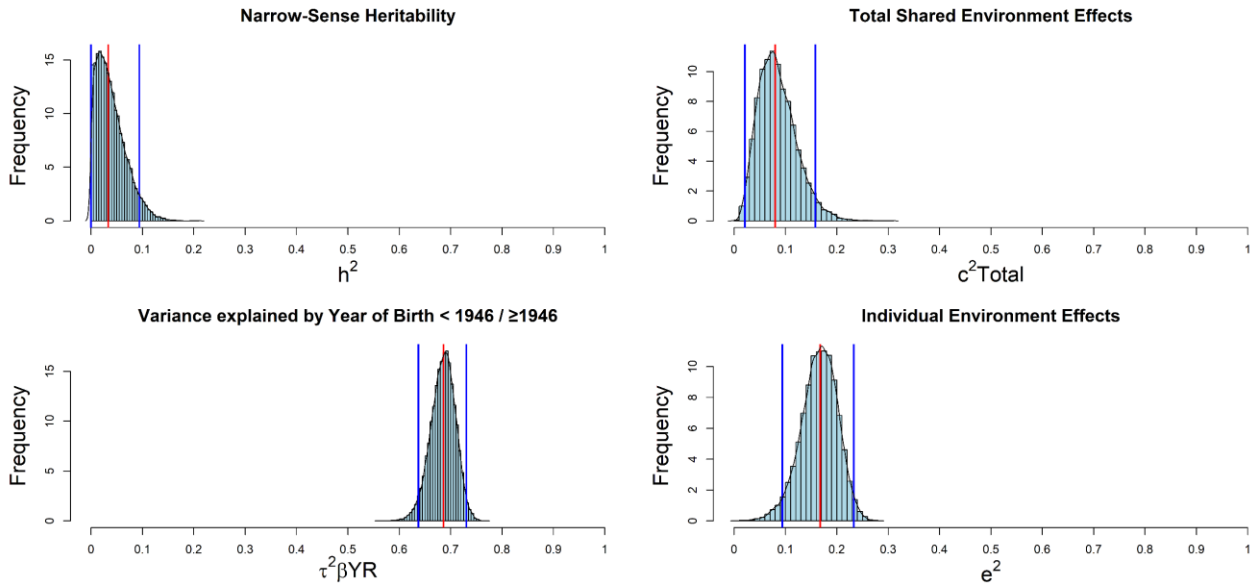 Narrow-Sense Heritability
Frequency
0 5 10 15
0 0.1 0.2 0.3 0.4 0.5 0.6 0.7 0.8 0.9 1
h²
Total Shared Environment Effects
Frequency
0 2 4 6 8 10
0 0.1 0.2 0.3 0.4 0.5 0.6 0.7 0.8 0.9 1
c²Total
Variance explained by Year of Birth < 1946 / ≥1946
Frequency
0 5 10 15
0 0.1 0.2 0.3 0.4 0.5 0.6 0.7 0.8 0.9 1
τ²βYR
Individual Environment Effects
Frequency
0 2 4 6 8 10
0 0.1 0.2 0.3 0.4 0.5 0.6 0.7 0.8 0.9 1
e²